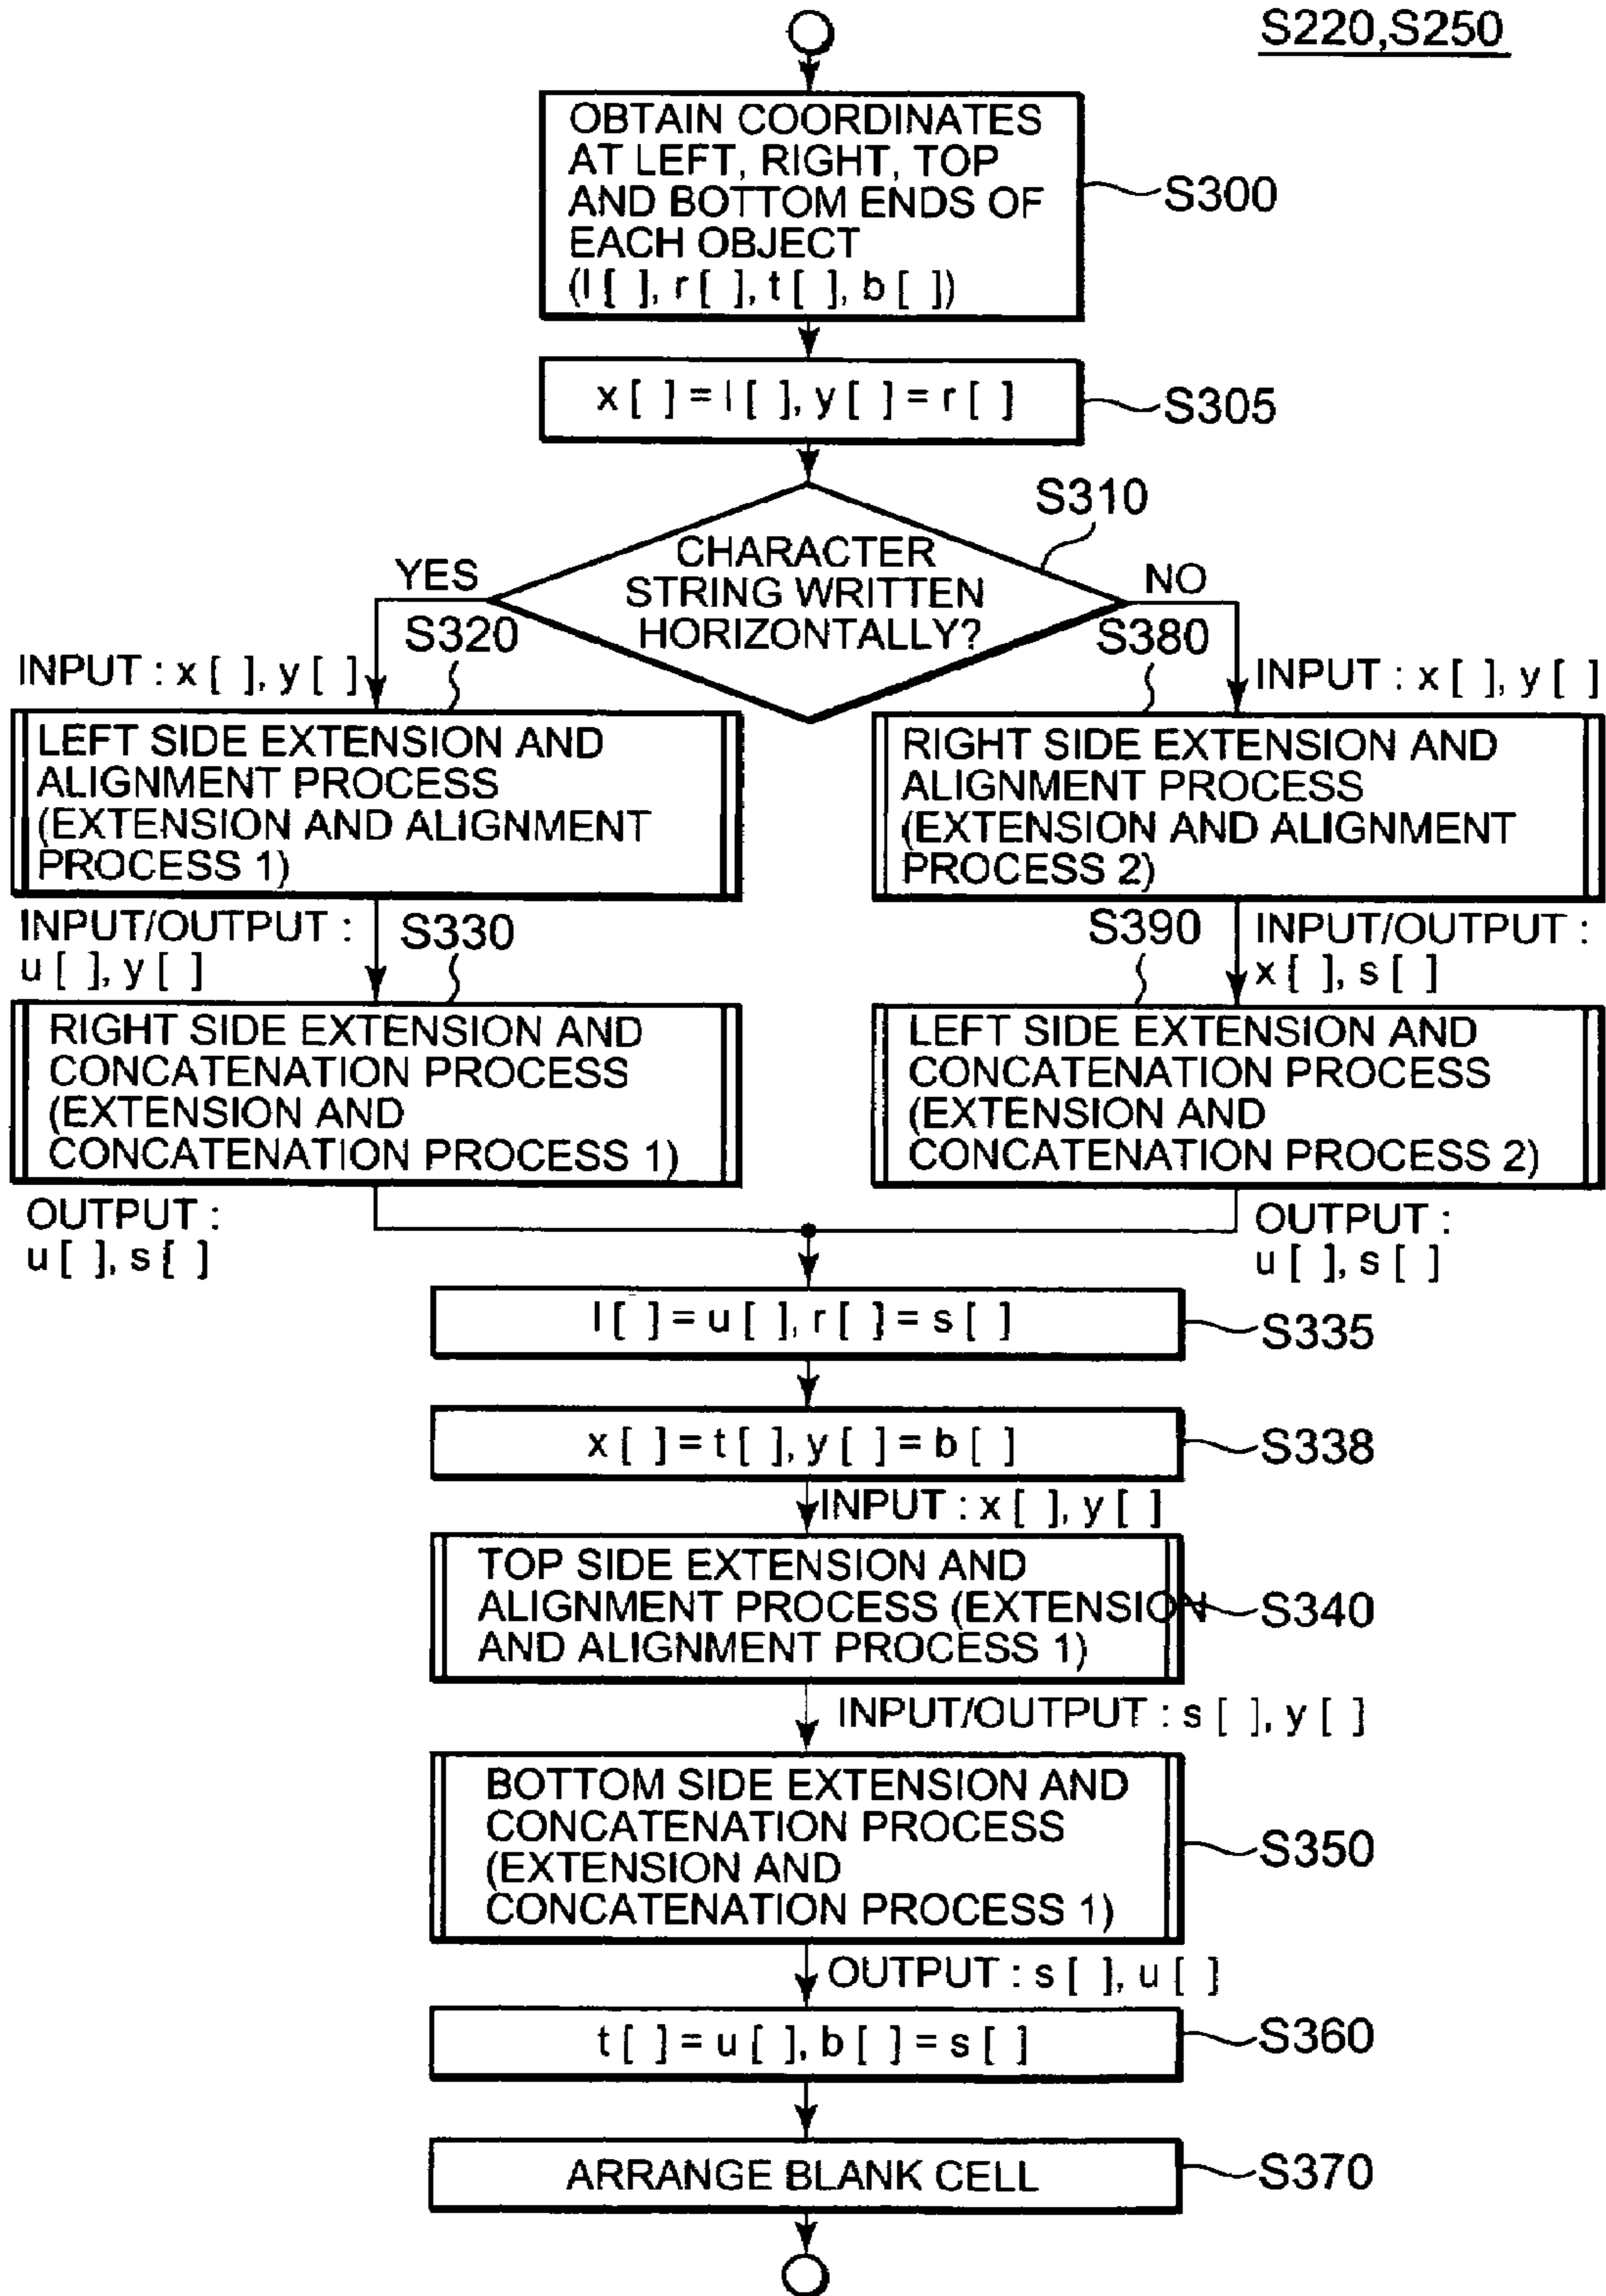 S220,S250
OBTAIN COORDINATES
AT LEFT, RIGHT, TOP
AND BOTTOM ENDS OF
EACH OBJECT
(l [ ], r [ ], t [ ], b [ ])
S300
x [ ] = l [ ], y [ ] = r [ ]
S305
S310
CHARACTER
STRING WRITTEN
HORIZONTALLY?
YES
NO
S320
S380
INPUT : x [ ], y [ ]
INPUT : x [ ], y [ ]
LEFT SIDE EXTENSION AND
ALIGNMENT PROCESS
(EXTENSION AND ALIGNMENT
PROCESS 1)
RIGHT SIDE EXTENSION AND
ALIGNMENT PROCESS
(EXTENSION AND ALIGNMENT
PROCESS 2)
INPUT/OUTPUT :
u [ ], y [ ]
S330
S390
INPUT/OUTPUT :
x [ ], s [ ]
RIGHT SIDE EXTENSION AND
CONCATENATION PROCESS
(EXTENSION AND
CONCATENATION PROCESS 1)
LEFT SIDE EXTENSION AND
CONCATENATION PROCESS
(EXTENSION AND
CONCATENATION PROCESS 2)
OUTPUT :
u [ ], s [ ]
OUTPUT :
u [ ], s [ ]
l [ ] = u [ ], r [ ] = s [ ]
S335
x [ ] = t [ ], y [ ] = b [ ]
S338
INPUT : x [ ], y [ ]
TOP SIDE EXTENSION AND
ALIGNMENT PROCESS (EXTENSION
AND ALIGNMENT PROCESS 1)
S340
INPUT/OUTPUT : s [ ], y [ ]
BOTTOM SIDE EXTENSION AND
CONCATENATION PROCESS
(EXTENSION AND
CONCATENATION PROCESS 1)
S350
OUTPUT : s [ ], u [ ]
t [ ] = u [ ], b [ ] = s [ ]
S360
ARRANGE BLANK CELL
S370